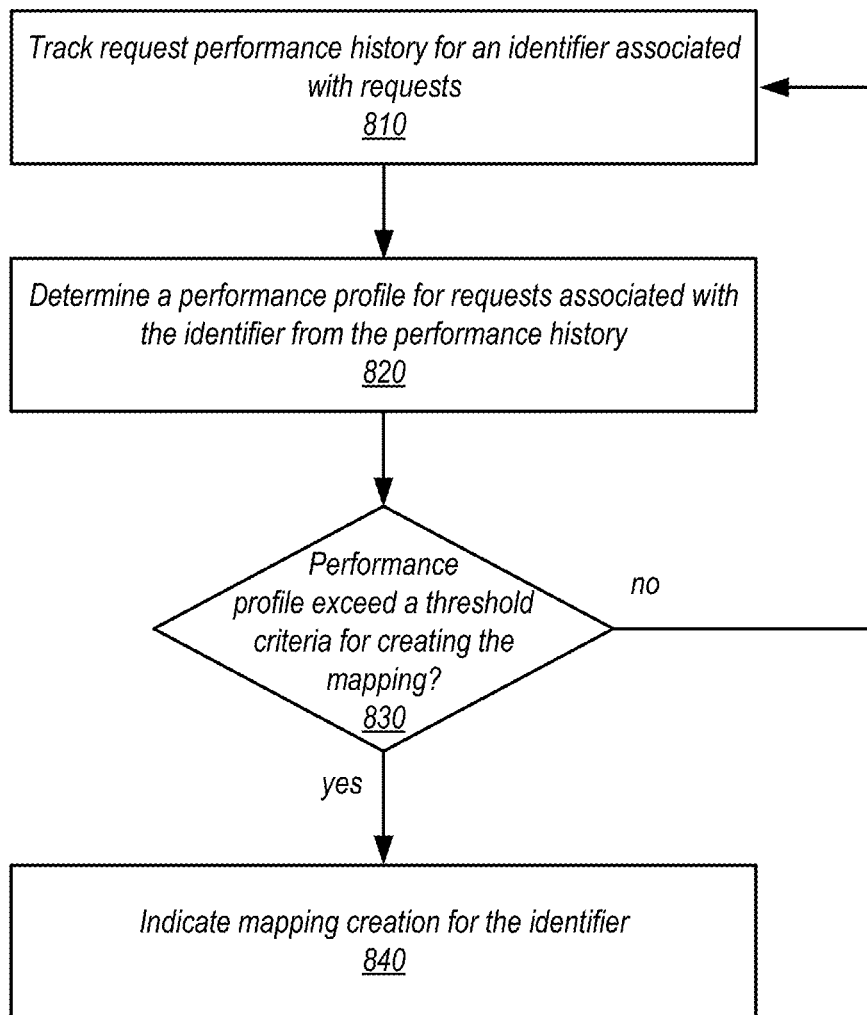 Track request performance history for an identifier associated
with requests
810
Determine a performance profile for requests associated with
the identifier from the performance history
820
Performance
profile exceed a threshold
criteria for creating the
mapping?
830
no
yes
Indicate mapping creation for the identifier
840